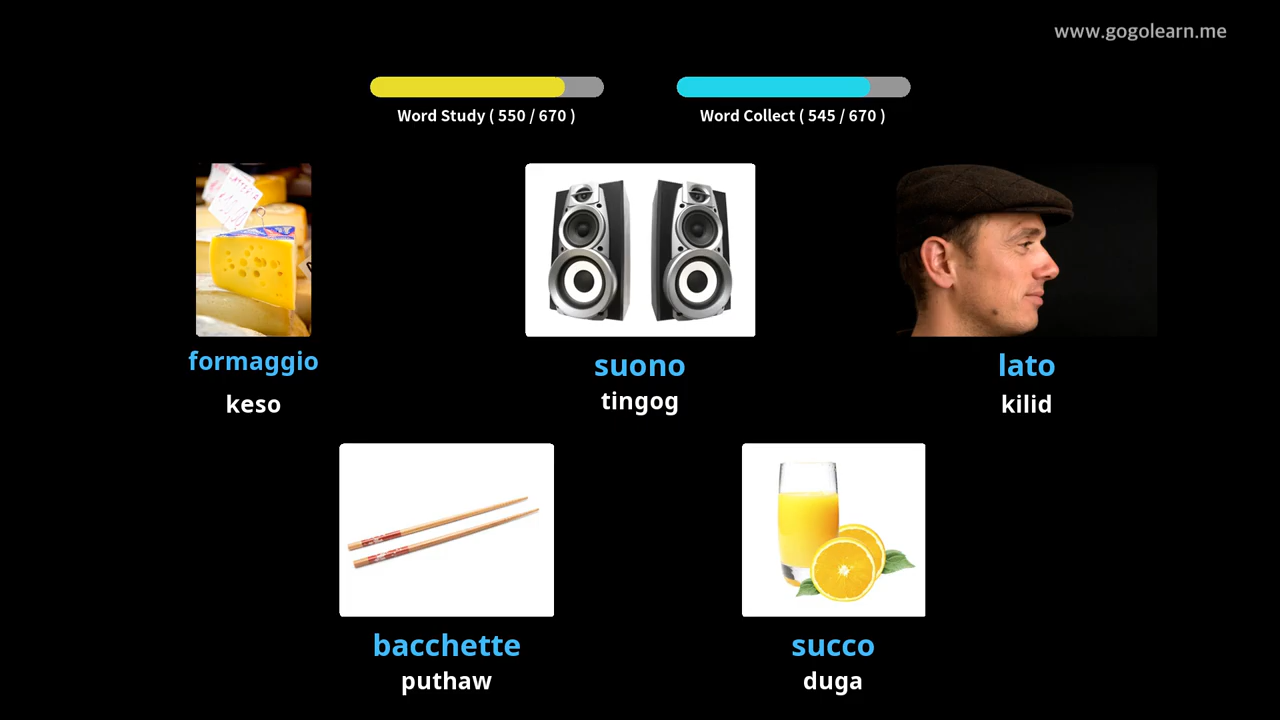 www.gogolearn.me
Word Study ( 550 / 670 )
Word Collect ( 545 / 670 )
formaggio
keso
suono
tingog
lato
kilid
bacchette
puthaw
succo
duga